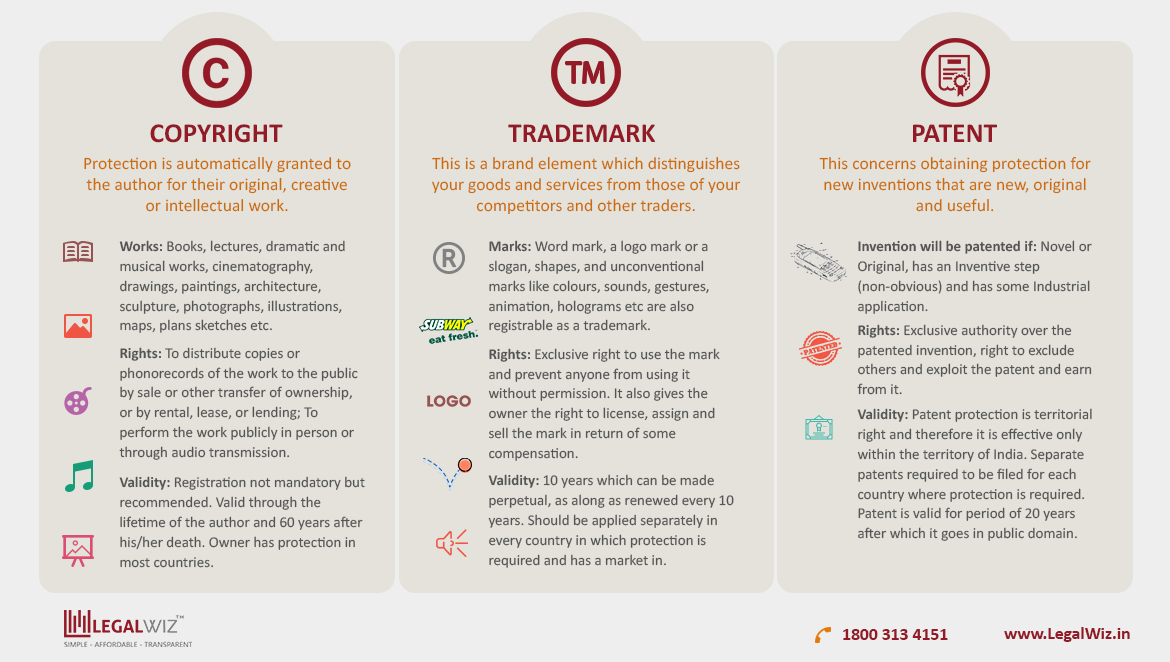 C
COPYRIGHT
Protection is automatically granted to
the author for their original, creative
or intellectual work.
Works: Books, lectures, dramatic and
musical works, cinematography,
drawings, paintings, architecture,
sculpture, photographs, illustrations,
maps, plans sketches etc.
Rights: To distribute copies or
phonorecords of the work to the public
by sale or other transfer of ownership,
or by rental, lease, or lending; To
perform the work publicly in person or
through audio transmission.
Validity: Registration not mandatory but
recommended. Valid through the
lifetime of the author and 60 years after
his/her death. Owner has protection in
most countries.
TM
TRADEMARK
This is a brand element which distinguishes
your goods and services from those of your
competitors and other traders.
®
SUBWAY
eat fresh.
LOGO
Marks: Word mark, a logo mark or a
slogan, shapes, and unconventional
marks like colours, sounds, gestures,
animation, holograms etc are also
registrable as a trademark.
Rights: Exclusive right to use the mark
and prevent anyone from using it
without permission. It also gives the
owner the right to license, assign and
sell the mark in return of some
compensation.
Validity: 10 years which can be made
perpetual, as along as renewed every 10
years. Should be applied separately in
every country in which protection is
required and has a market in.
PATENT
This concerns obtaining protection for
new inventions that are new, original
and useful.
PATENTED
Invention will be patented if: Novel or
Original, has an Inventive step
(non-obvious) and has some Industrial
application.
Rights: Exclusive authority over the
patented invention, right to exclude
others and exploit the patent and earn
from it.
Validity: Patent protection is territorial
right and therefore it is effective only
within the territory of India. Separate
patents required to be filed for each
country where protection is required.
Patent is valid for period of 20 years
after which it goes in public domain.
LEGALWIZ™
SIMPLE - AFFORDABLE - TRANSPARENT
1800 313 4151
www.LegalWiz.in